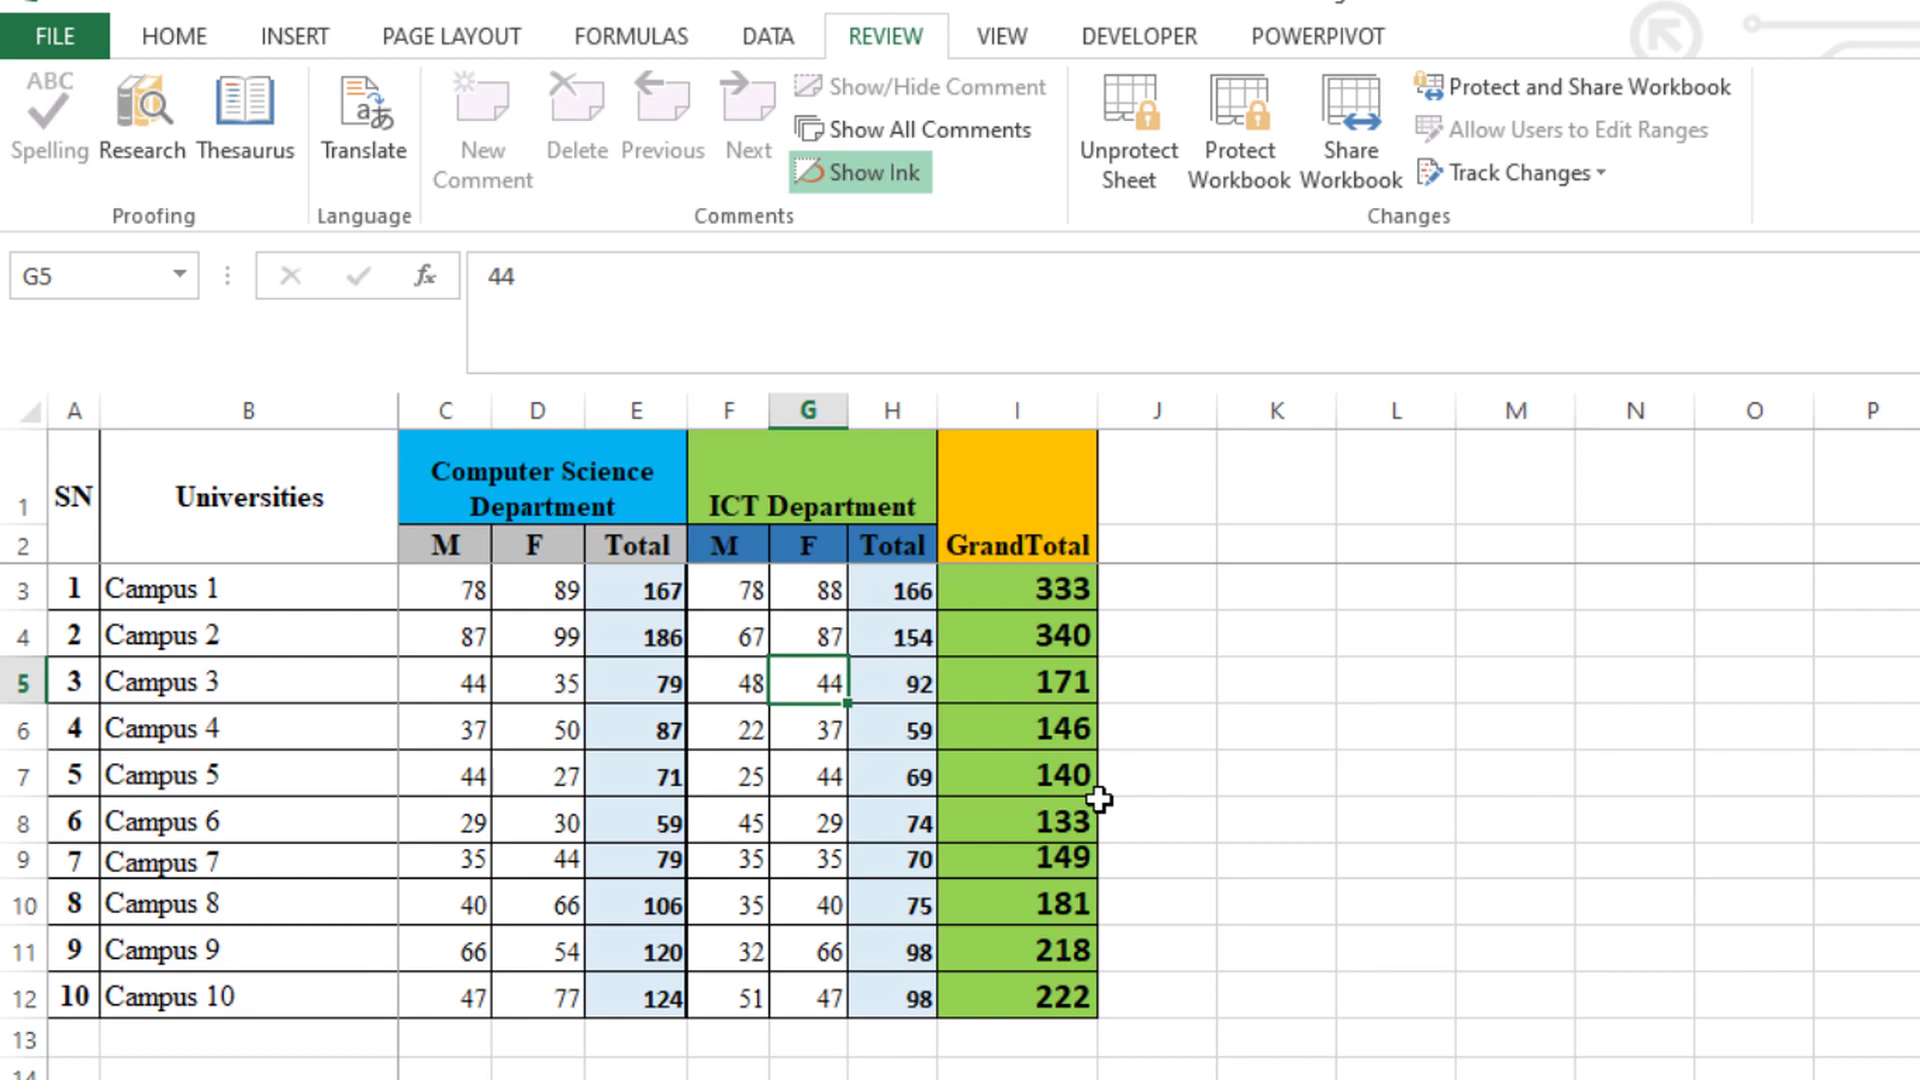 FILE HOME INSERT PAGE LAYOUT FORMULAS DATA REVIEW VIEW DEVELOPER POWERPIVOT
ABC
Spelling Research Thesaurus
Proofing
Translate
Language
New Comment Delete Previous Next
Show/Hide Comment
Show All Comments
Show Ink
Comments
Unprotect Sheet Protect Workbook Share Workbook
Protect and Share Workbook
Allow Users to Edit Ranges
Track Changes
Changes
G5 fx 44
A B C D E F G H I J K L M N O P
1 SN Universities Computer Science Department ICT Department
2 M F Total M F Total GrandTotal
3 1 Campus 1 78 89 167 78 88 166 333
4 2 Campus 2 87 99 186 67 87 154 340
5 3 Campus 3 44 35 79 48 44 92 171
6 4 Campus 4 37 50 87 22 37 59 146
7 5 Campus 5 44 27 71 25 44 69 140
8 6 Campus 6 29 30 59 45 29 74 133
9 7 Campus 7 35 44 79 35 35 70 149
10 8 Campus 8 40 66 106 35 40 75 181
11 9 Campus 9 66 54 120 32 66 98 218
12 10 Campus 10 47 77 124 51 47 98 222
13
14